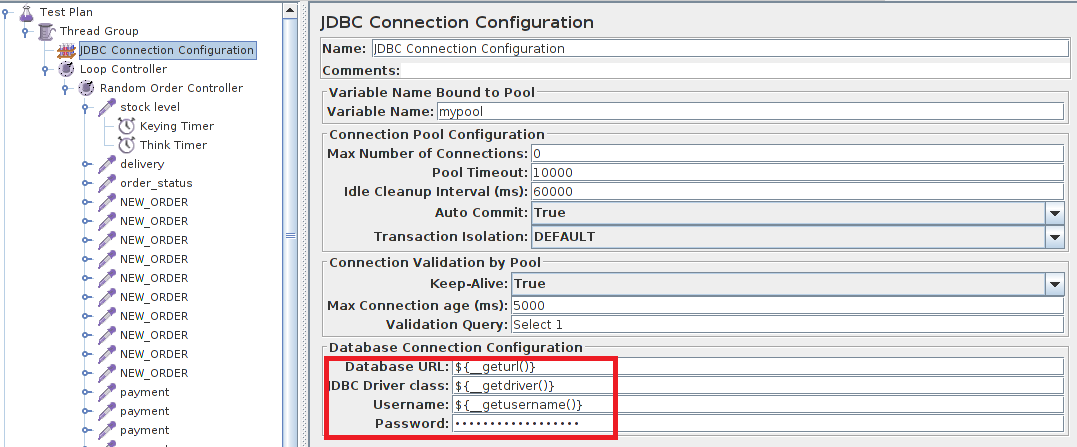 Test Plan
Thread Group
JDBC Connection Configuration
Loop Controller
Random Order Controller
stock level
Keying Timer
Think Timer
delivery
order_status
NEW_ORDER
NEW_ORDER
NEW_ORDER
NEW_ORDER
NEW_ORDER
NEW_ORDER
NEW_ORDER
NEW_ORDER
NEW_ORDER
NEW_ORDER
payment
payment
payment
JDBC Connection Configuration
Name: JDBC Connection Configuration
Comments:
Variable Name Bound to Pool
Variable Name: mypool
Connection Pool Configuration
Max Number of Connections: 0
Pool Timeout: 10000
Idle Cleanup Interval (ms): 60000
Auto Commit: True
Transaction Isolation: DEFAULT
Connection Validation by Pool
Keep-Alive: True
Max Connection age (ms): 5000
Validation Query: Select 1
Database Connection Configuration
Database URL: ${__geturl()}
JDBC Driver class: ${__getdriver()}
Username: ${__getusername()}
Password: ••••••••••••••••••